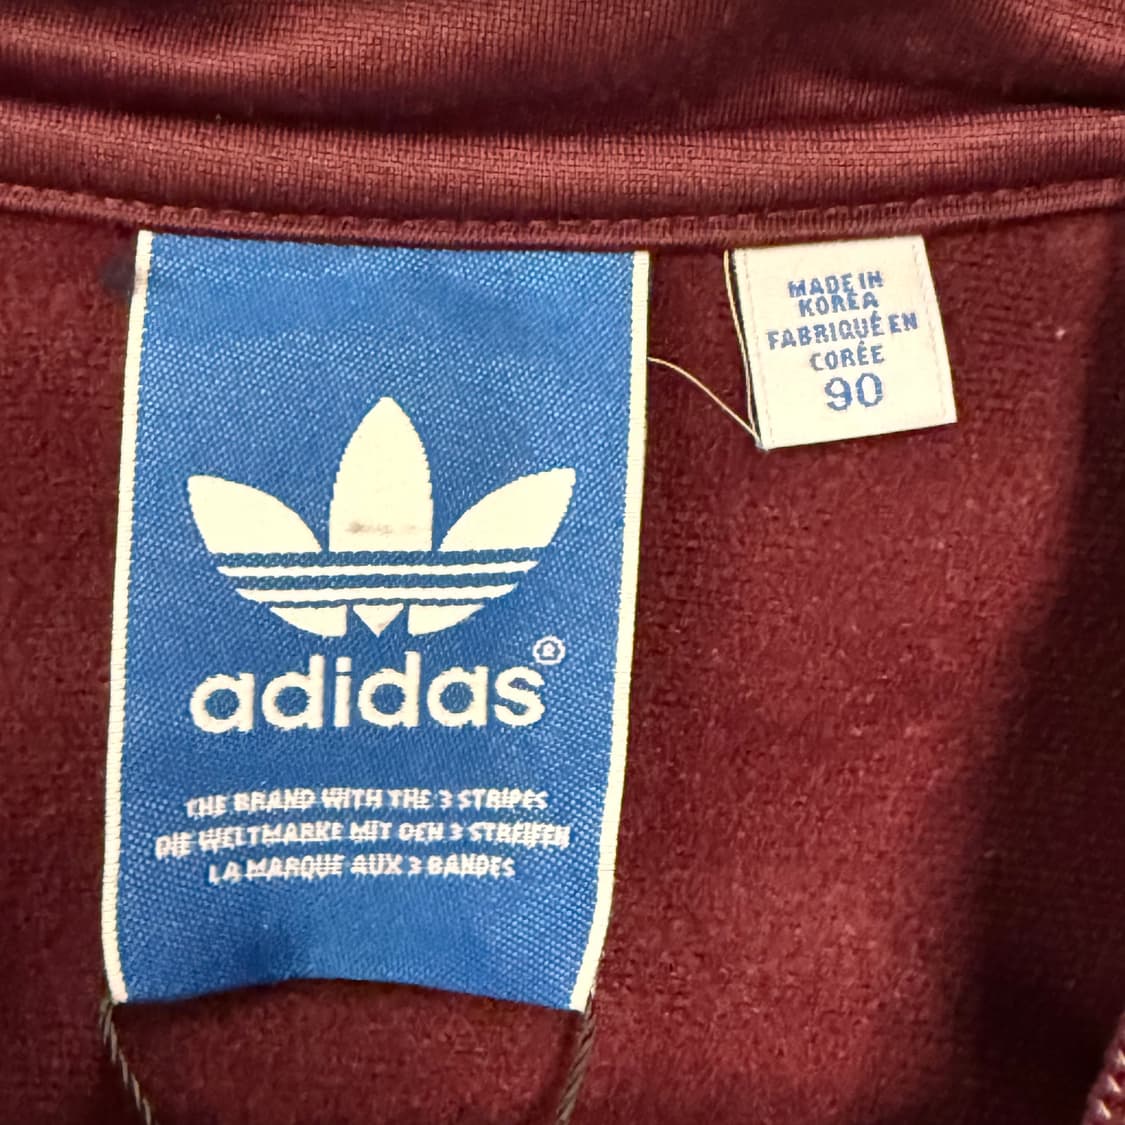 adidas®
THE BRAND WITH THE 3 STRIPES
DIE WELTMARKE MIT DEN 3 STREIFEN
LA MARQUE AUX 3 BANDES
MADE IN
KOREA
FABRIQUÉ EN
CORÉE
90